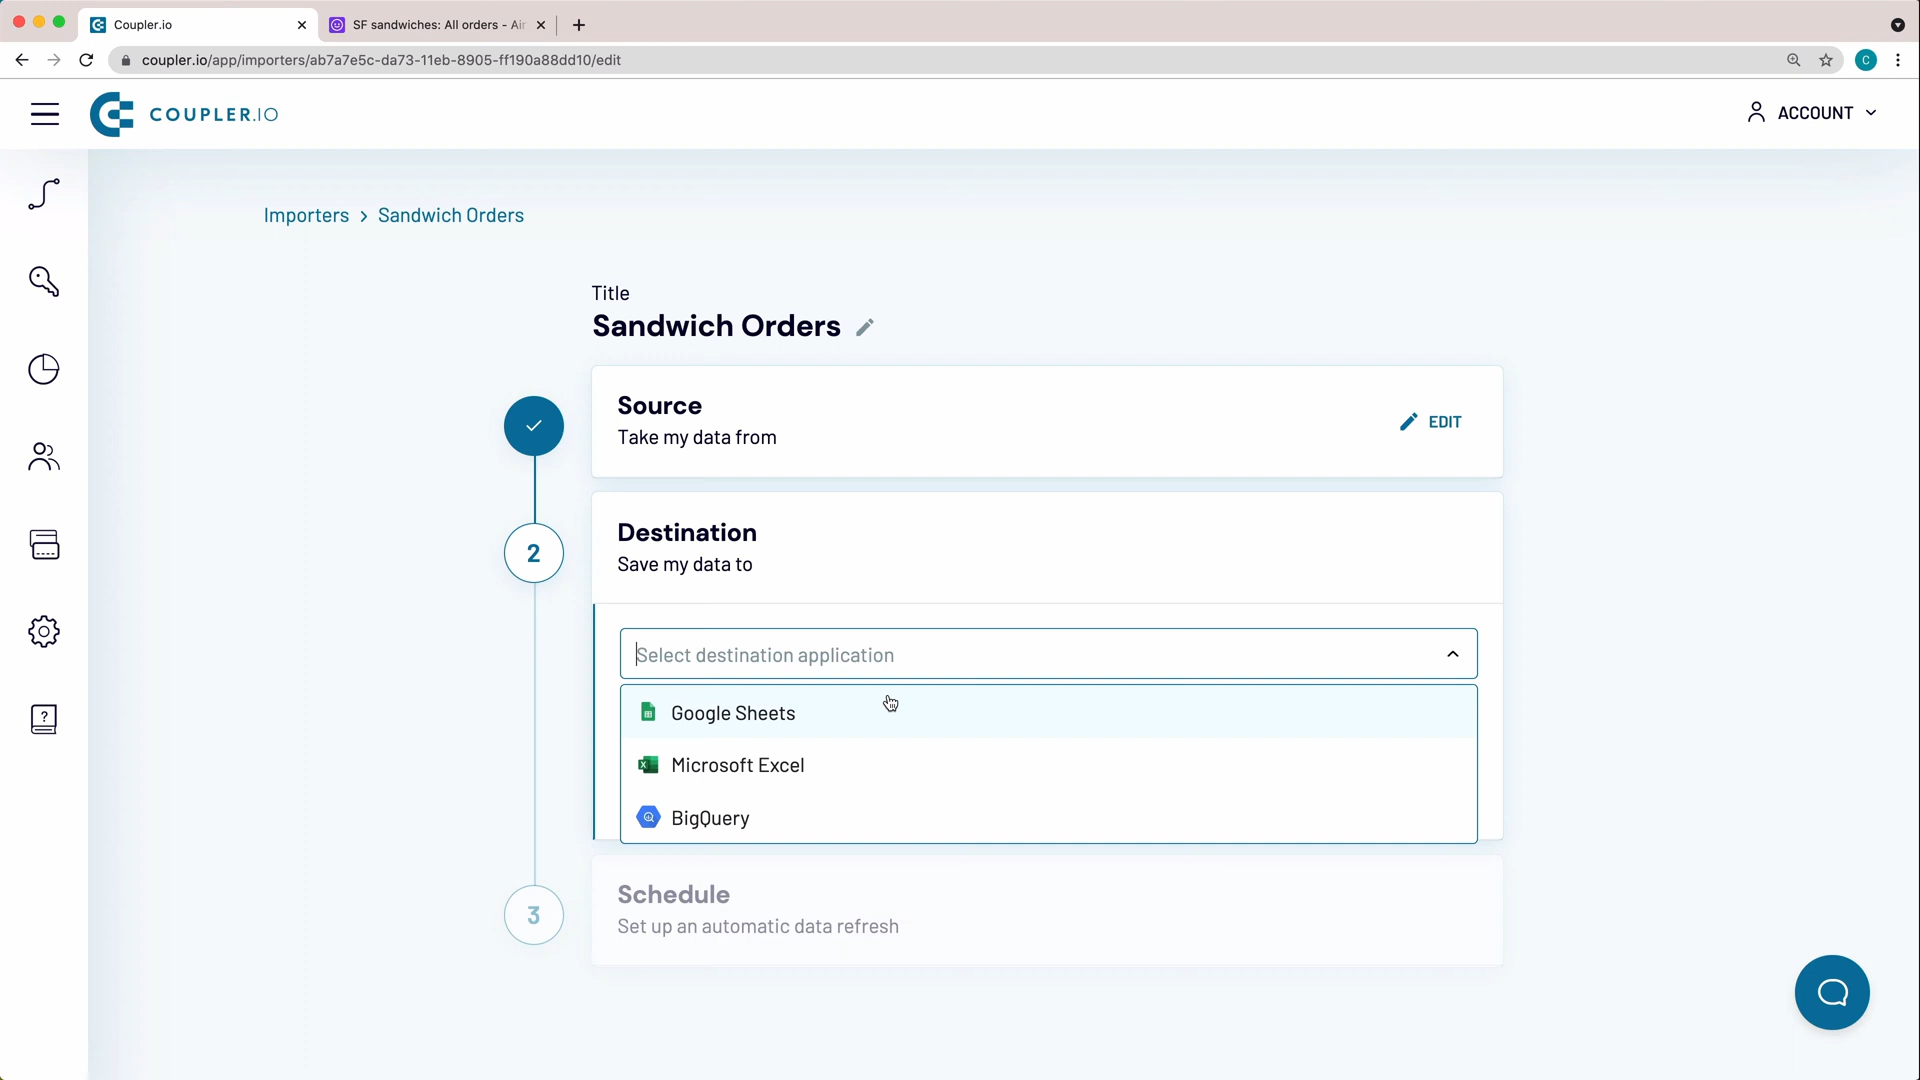 Coupler.io
SF sandwiches: All orders - Air
coupler.io/app/importers/ab7a7e5c-da73-11eb-8905-ff190a88dd10/edit
C
COUPLER.IO
ACCOUNT
Importers > Sandwich Orders
Title
Sandwich Orders
Source
Take my data from
EDIT
2
Destination
Save my data to
Select destination application
Google Sheets
Microsoft Excel
BigQuery
3
Schedule
Set up an automatic data refresh